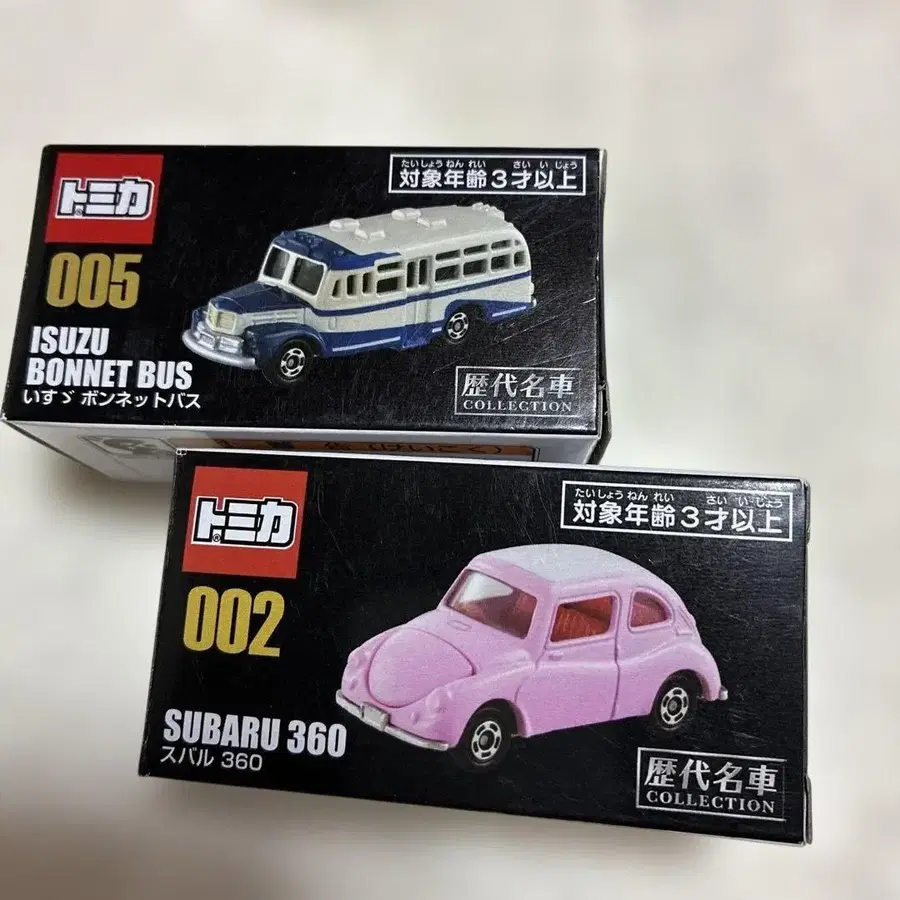 トミカ
®
たいしょうねんれい さいいじょう
対象年齢3才以上
005
ISUZU
BONNET BUS
いすゞ ボンネットバス
歴代名車
COLLECTION
トミカ
®
たいしょうねんれい さいいじょう
対象年齢3才以上
002
SUBARU 360
スバル 360
歴代名車
COLLECTION